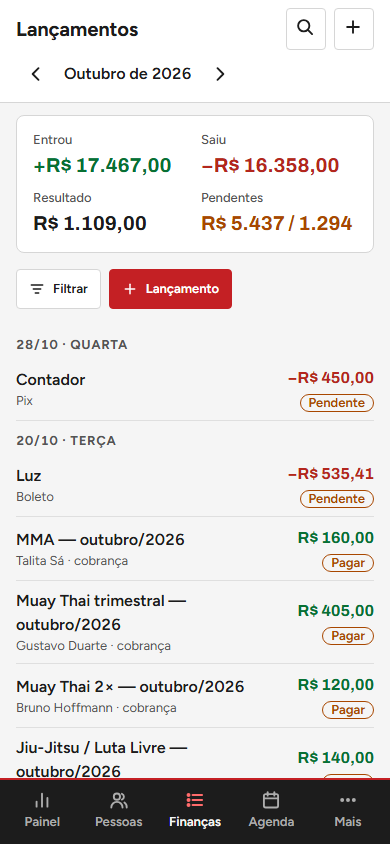 Lançamentos
Outubro de 2026
Entrou
Saiu
+R$ 17.467,00
−R$ 16.358,00
Resultado
Pendentes
R$ 1.109,00
R$ 5.437 / 1.294
Filtrar
Lançamento
28/10 · QUARTA
Contador
−R$ 450,00
Pix
Pendente
20/10 · TERÇA
Luz
−R$ 535,41
Boleto
Pendente
MMA — outubro/2026
R$ 160,00
Talita Sá · cobrança
Pagar
Muay Thai trimestral —
outubro/2026
R$ 405,00
Gustavo Duarte · cobrança
Pagar
Muay Thai 2× — outubro/2026
R$ 120,00
Bruno Hoffmann · cobrança
Pagar
Jiu-Jitsu / Luta Livre —
outubro/2026
R$ 140,00
Painel
Pessoas
Finanças
Agenda
Mais